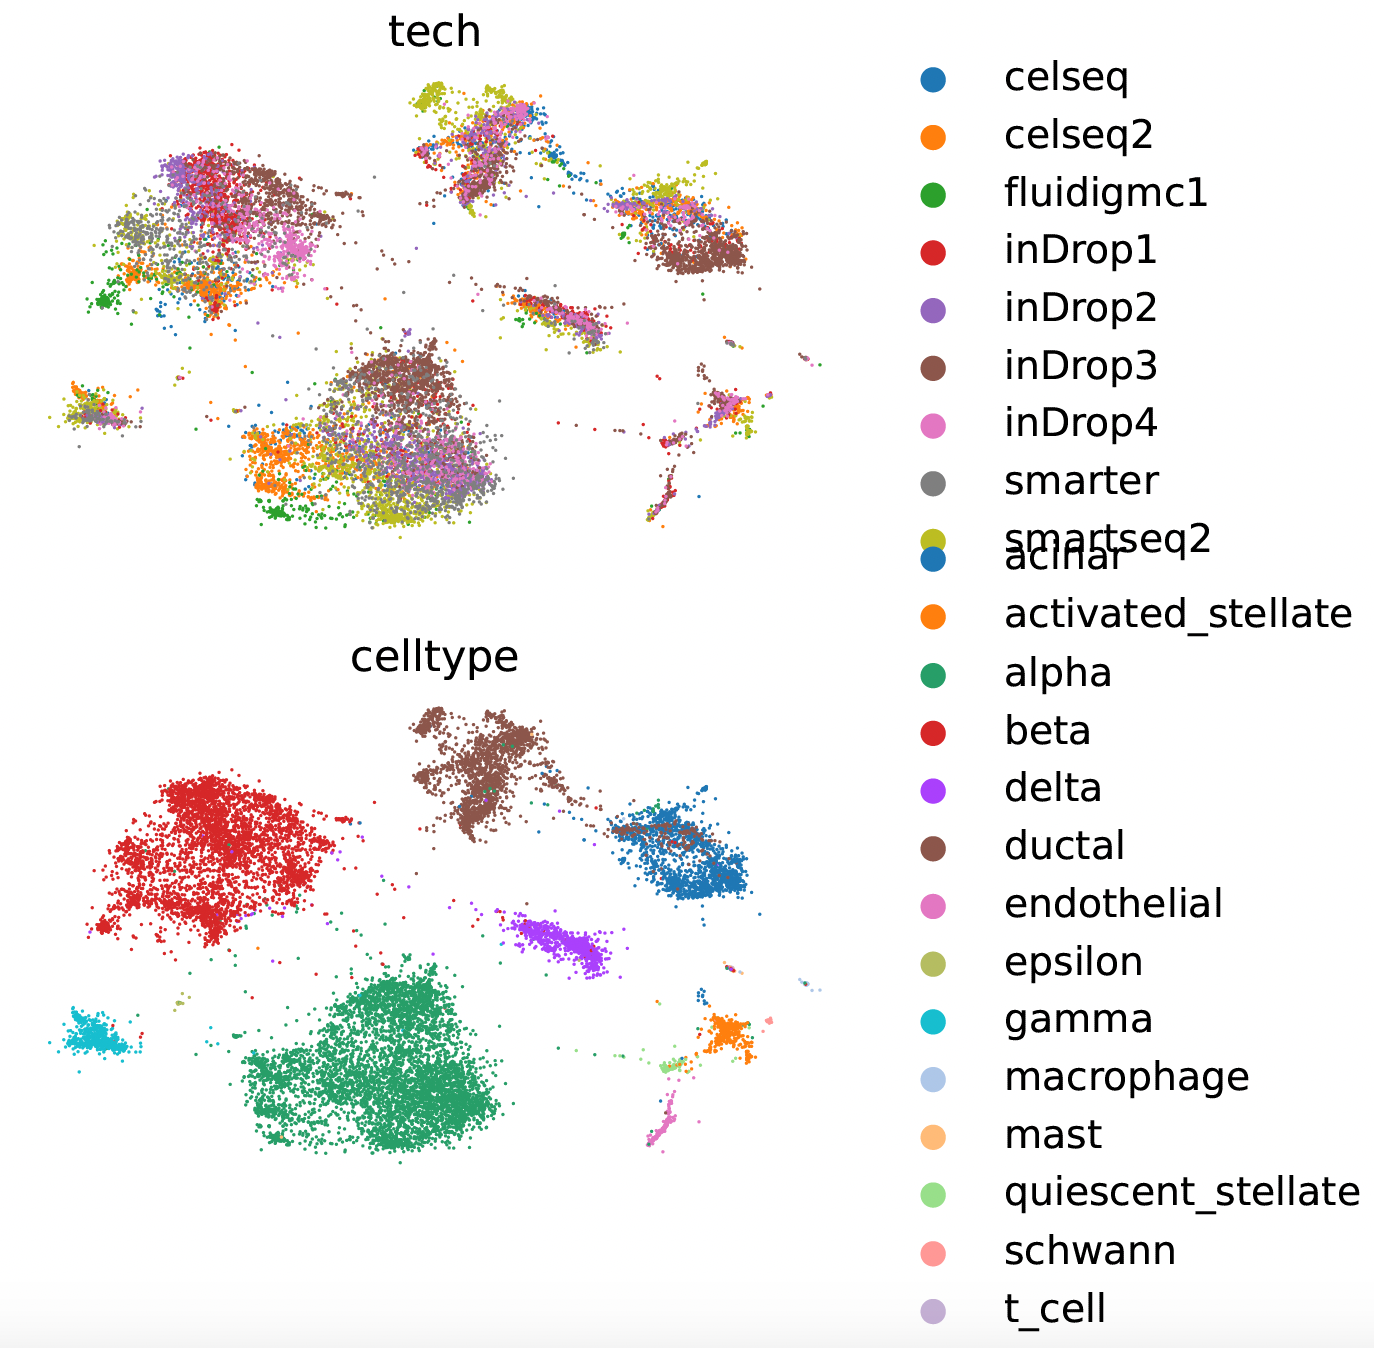 tech
celseq
celseq2
fluidigmc1
inDrop1
inDrop2
inDrop3
inDrop4
smarter
smartseq2
acinar
activated_stellate
celltype
alpha
beta
delta
ductal
endothelial
epsilon
gamma
macrophage
mast
quiescent_stellate
schwann
t_cell